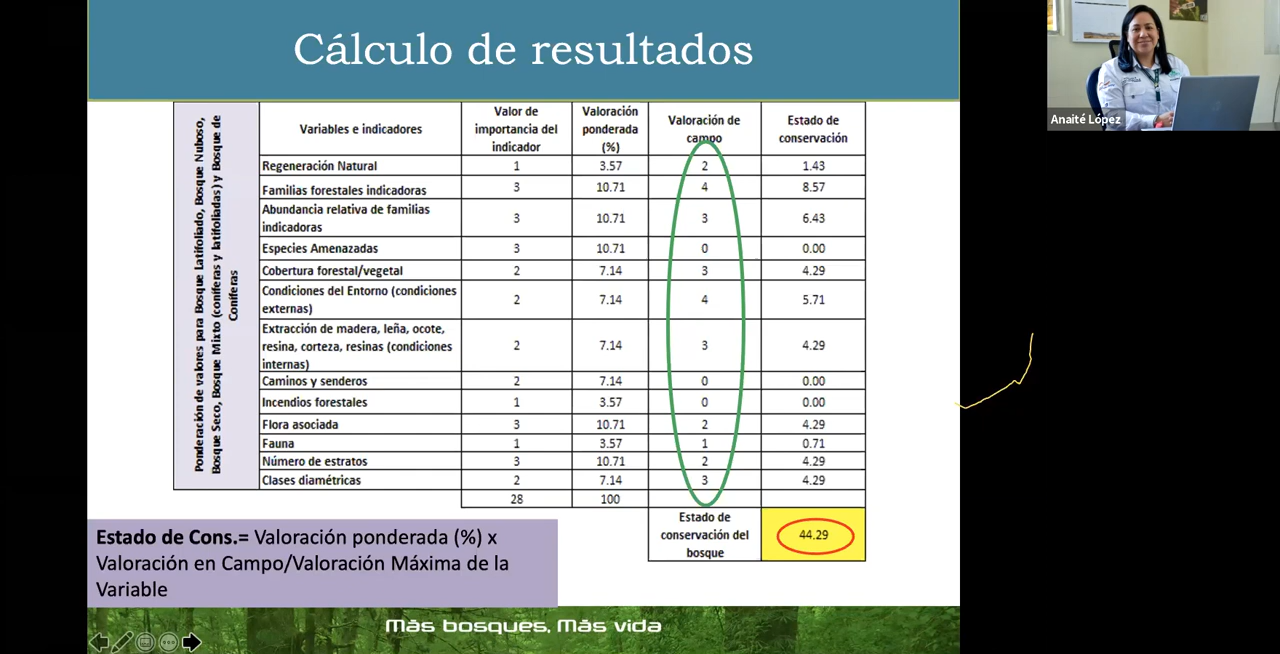 Cálculo de resultados
Ponderación de valores para Bosque Latifoliado, Bosque Nuboso,
Bosque Seco, Bosque Mixto (coníferas y latifoliadas) y Bosque de
Coníferas
Variables e indicadores
Valor de
importancia del
indicador
Valoración
ponderada
(%)
Valoración de
campo
Estado de
conservación
Regeneración Natural 1 3.57 2 1.43
Familias forestales indicadoras 3 10.71 4 8.57
Abundancia relativa de familias
indicadoras 3 10.71 3 6.43
Especies Amenazadas 3 10.71 0 0.00
Cobertura forestal/vegetal 2 7.14 3 4.29
Condiciones del Entorno (condiciones
externas) 2 7.14 4 5.71
Extracción de madera, leña, ocote,
resina, corteza, resinas (condiciones
internas) 2 7.14 3 4.29
Caminos y senderos 2 7.14 0 0.00
Incendios forestales 1 3.57 0 0.00
Flora asociada 3 10.71 2 4.29
Fauna 1 3.57 1 0.71
Número de estratos 3 10.71 2 4.29
Clases diamétricas 2 7.14 3 4.29
28 100
Estado de
conservación del
bosque
44.29
Estado de Cons.= Valoración ponderada (%) x
Valoración en Campo/Valoración Máxima de la
Variable
Más bosques, Más vida
Anaité López